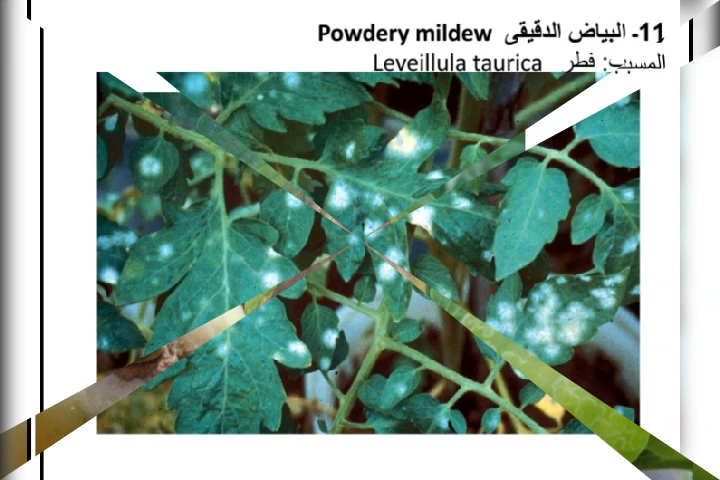 11- البياض الدقيقى Powdery mildew
المسبب: فطر Leveillula taurica